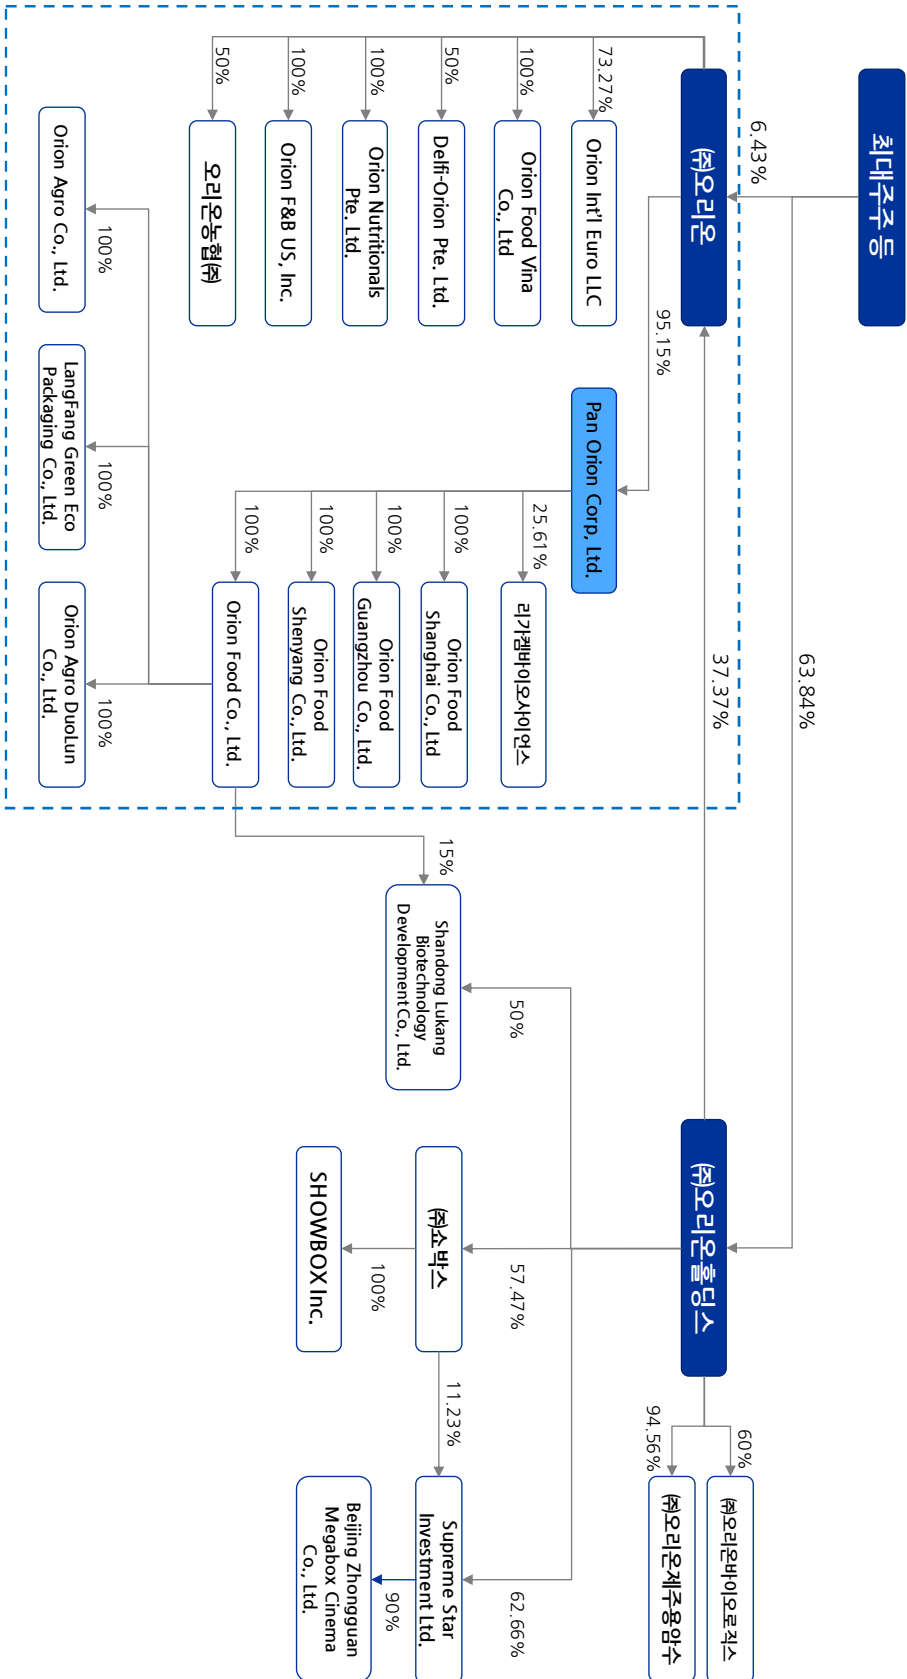 최대주주 등
6.43%
63.84%
㈜오리온
37.37%
㈜오리온홀딩스
60%
㈜오리온바이오로직스
94.56%
㈜오리온제주용암수
73.27%
Orion Int'l Euro LLC
100%
Orion Food Vina
Co., Ltd
50%
Delfi-Orion Pte. Ltd.
100%
Orion Nutritionals
Pte. Ltd.
100%
Orion F&B US, Inc.
50%
오리온농협㈜
95.15%
Pan Orion Corp, Ltd.
25.61%
리가켐바이오사이언스
100%
Orion Food
Shanghai Co., Ltd
100%
Orion Food
Guangzhou Co., Ltd.
100%
Orion Food
Shenyang Co., Ltd.
100%
Orion Food Co., Ltd.
100%
Orion Agro Co., Ltd.
100%
LangFang Green Eco
Packaging Co., Ltd.
100%
Orion Agro DuoLun
Co., Ltd.
15%
50%
Shandong Lukang
Biotechnology
Development Co., Ltd.
57.47%
㈜쇼박스
100%
SHOWBOX Inc.
11.23%
62.66%
Supreme Star
Investment Ltd.
90%
Beijing Zhongguan
Megabox Cinema
Co., Ltd.